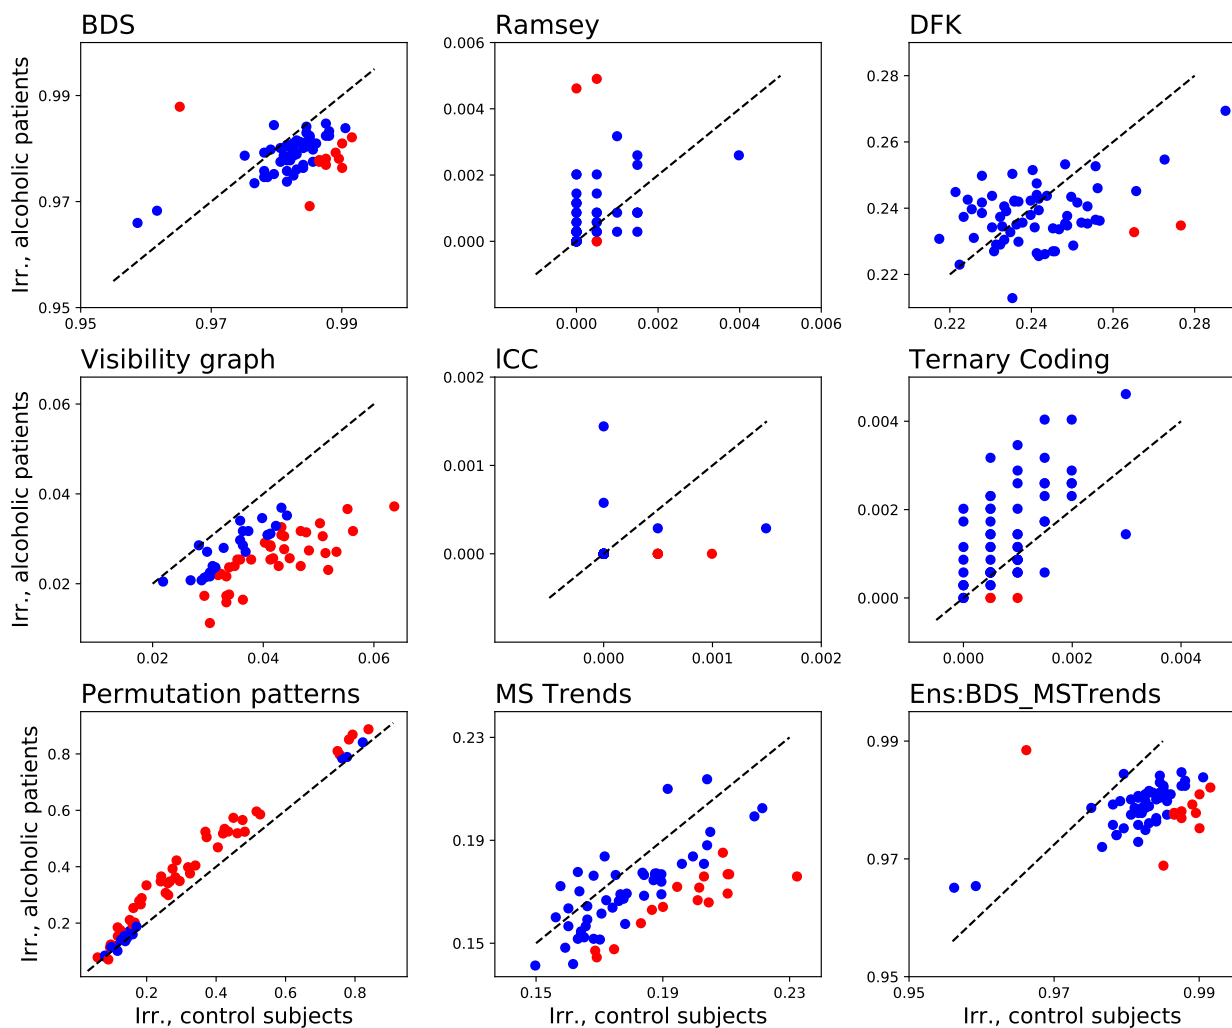 BDS
Ramsey
DFK
Irr., alcoholic patients
0.99
0.97
0.95
0.95 0.97 0.99
0.006
0.004
0.002
0.000
0.000 0.002 0.004 0.006
0.28
0.26
0.24
0.22
0.22 0.24 0.26 0.28
Visibility graph
ICC
Ternary Coding
Irr., alcoholic patients
0.06
0.04
0.02
0.02 0.04 0.06
0.002
0.001
0.000
0.000 0.001 0.002
0.004
0.002
0.000
0.000 0.002 0.004
Permutation patterns
MS Trends
Ens:BDS_MSTrends
Irr., alcoholic patients
0.8
0.6
0.4
0.2
0.2 0.4 0.6 0.8
Irr., control subjects
0.23
0.19
0.15
0.15 0.19 0.23
Irr., control subjects
0.99
0.97
0.95
0.95 0.97 0.99
Irr., control subjects